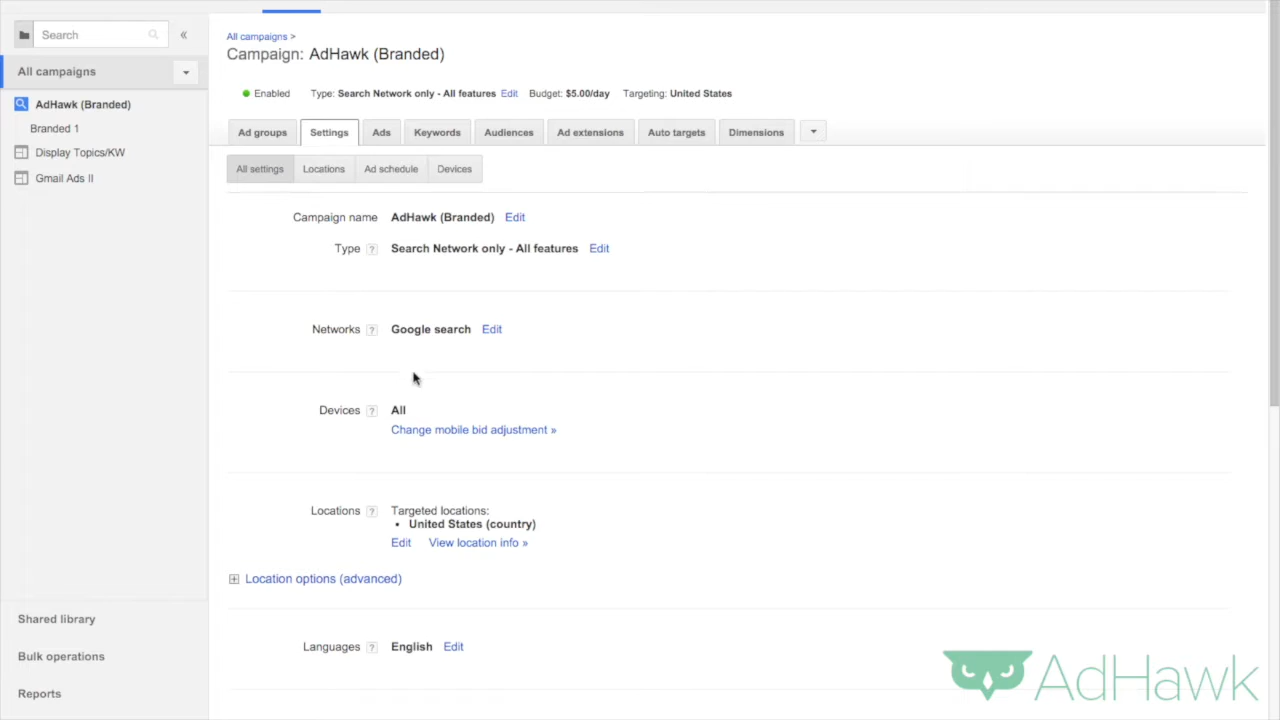 Search
«
All campaigns
AdHawk (Branded)
Branded 1
Display Topics/KW
Gmail Ads II
Shared library
Bulk operations
Reports
All campaigns >
Campaign: AdHawk (Branded)
Enabled Type: Search Network only - All features Edit Budget: $5.00/day Targeting: United States
Ad groups Settings Ads Keywords Audiences Ad extensions Auto targets Dimensions
All settings Locations Ad schedule Devices
Campaign name AdHawk (Branded) Edit
Type ? Search Network only - All features Edit
Networks ? Google search Edit
Devices ? All
Change mobile bid adjustment »
Locations ? Targeted locations:
• United States (country)
Edit View location info »
Location options (advanced)
Languages ? English Edit
AdHawk